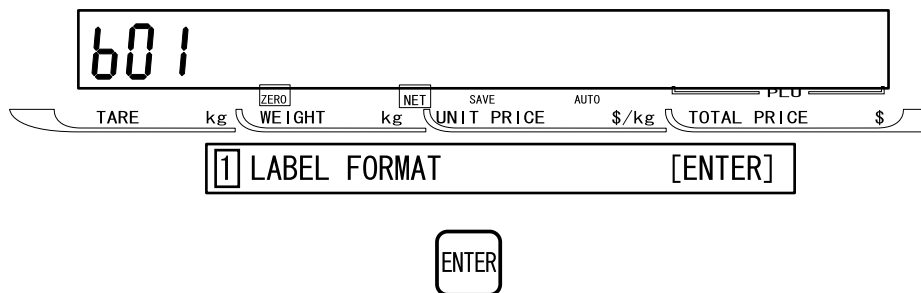 b01
ZERO NET SAVE AUTO PLU
TARE kg WEIGHT kg UNIT PRICE $/kg TOTAL PRICE $
1 LABEL FORMAT [ENTER]
ENTER